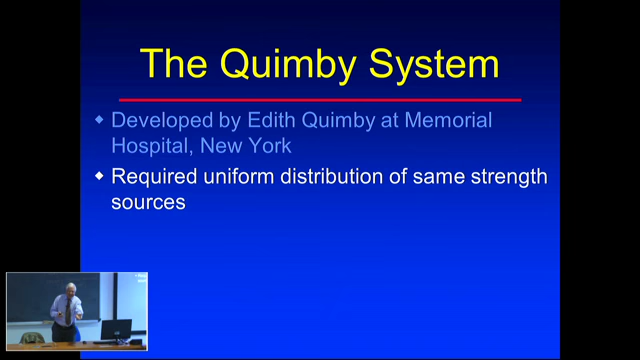 The Quimby System
Developed by Edith Quimby at Memorial
Hospital, New York
Required uniform distribution of same strength
sources